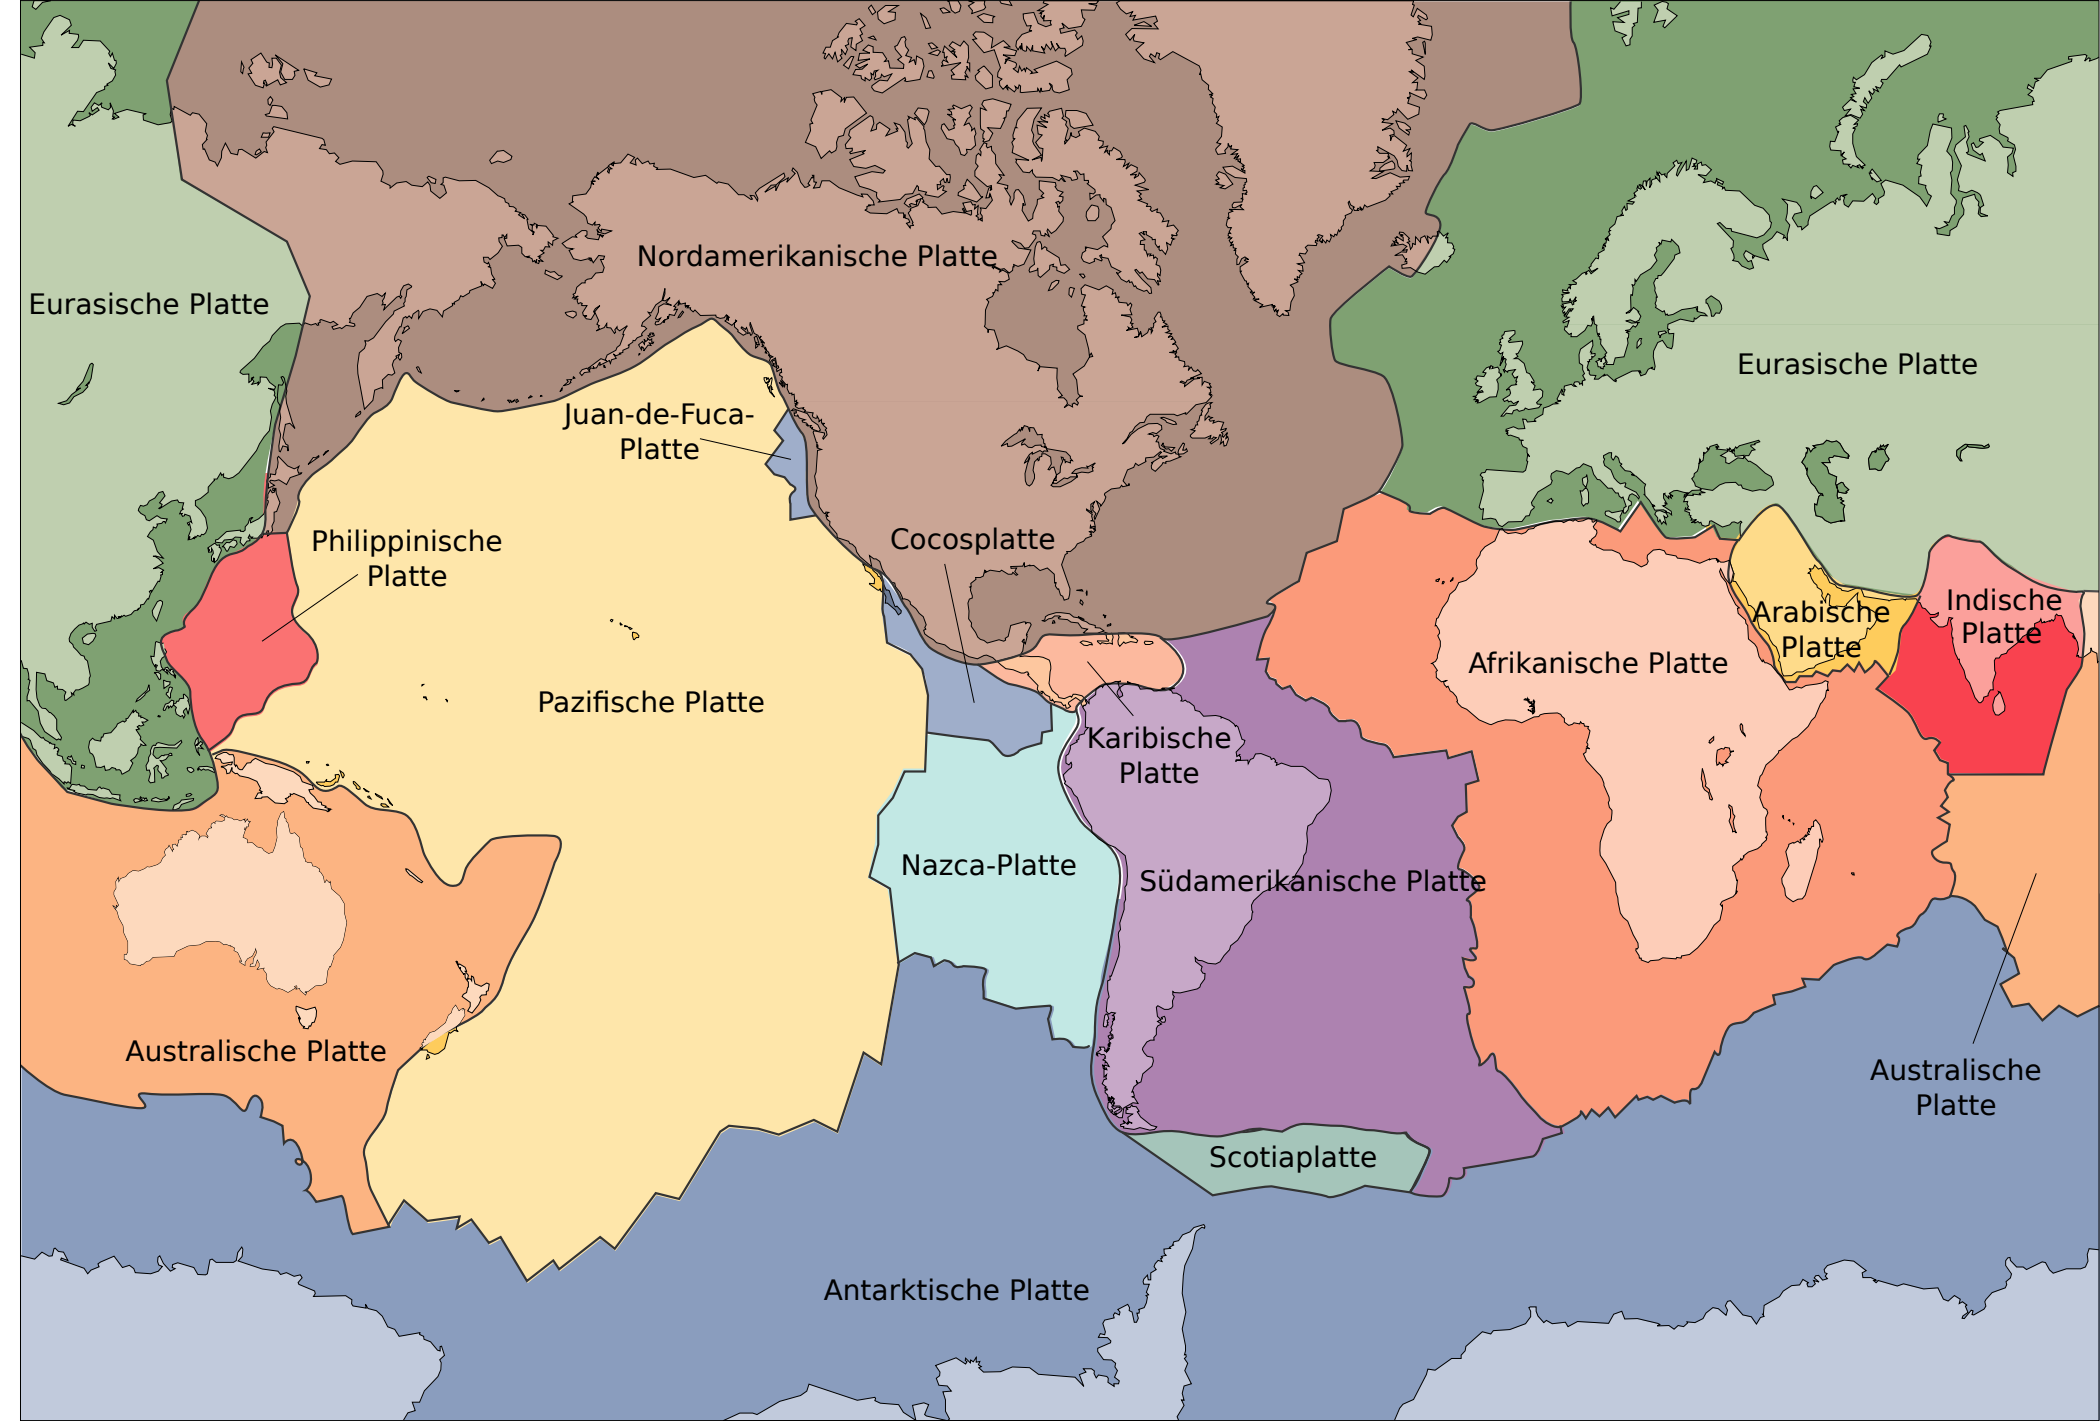 Nordamerikanische Platte
Eurasische Platte
Eurasische Platte
Juan-de-Fuca-
Platte
Philippinische
Platte
Cocosplatte
Arabische
Platte
Indische
Platte
Afrikanische Platte
Pazifische Platte
Karibische
Platte
Nazca-Platte
Südamerikanische Platte
Australische Platte
Australische
Platte
Scotiaplatte
Antarktische Platte